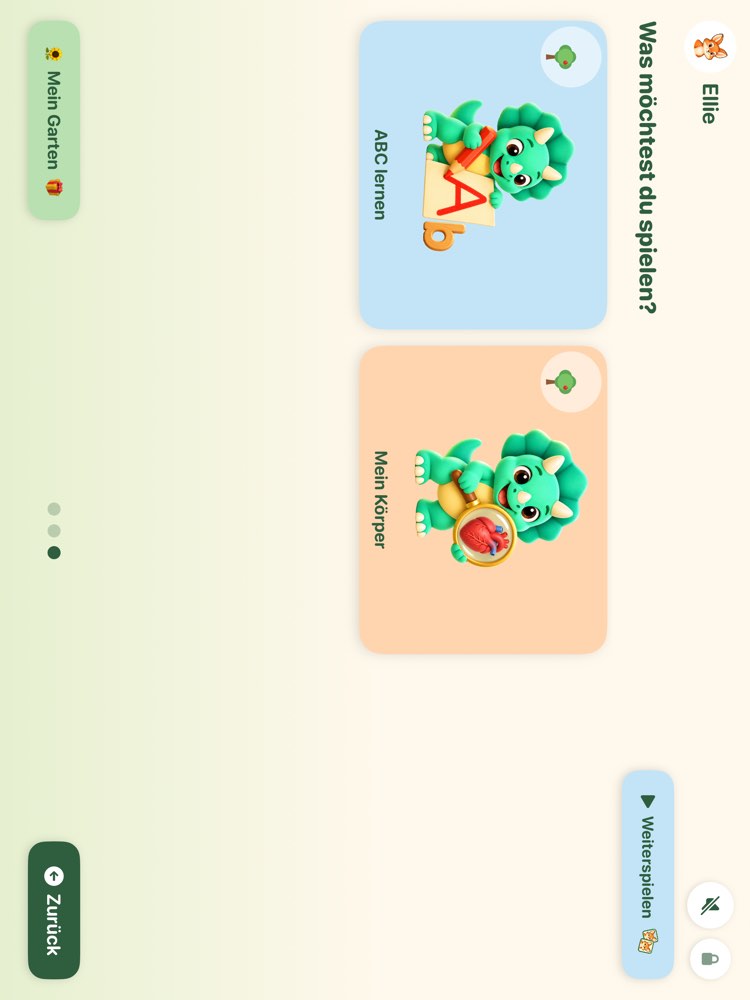 Ellie
Was möchtest du spielen?
Weiterspielen
A
b
ABC lernen
Mein Körper
Mein Garten
Zurück